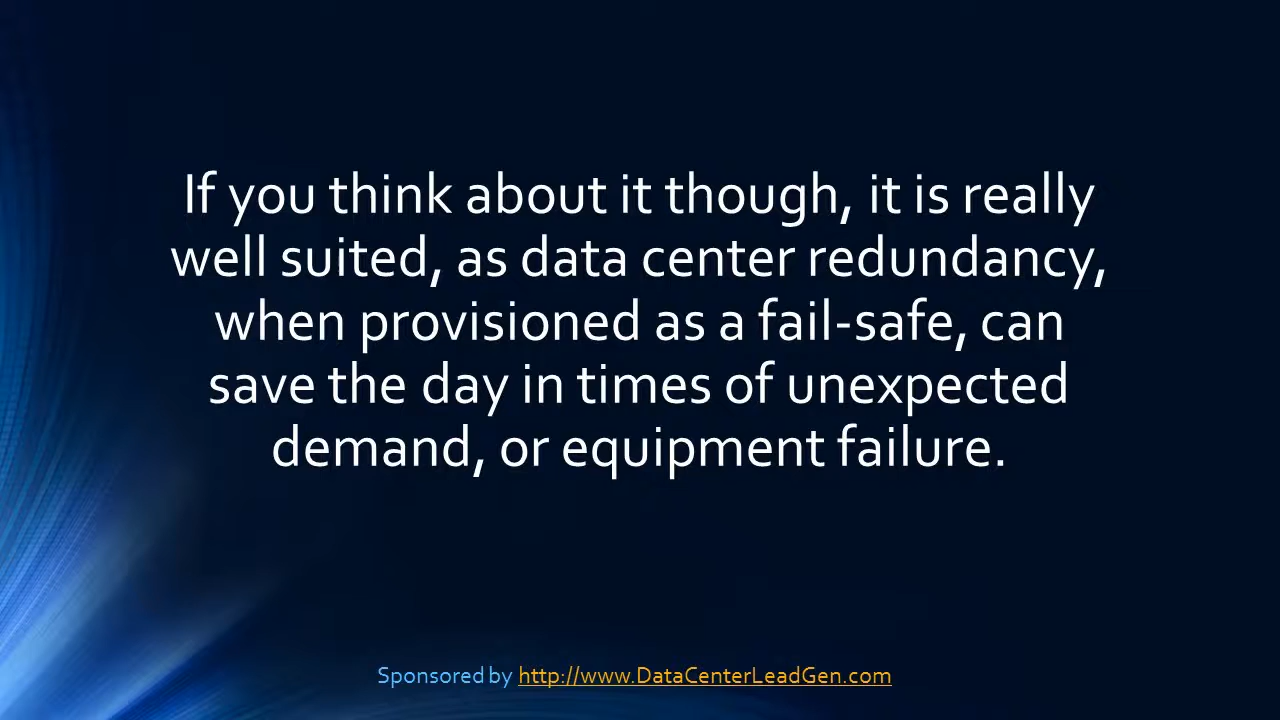 If you think about it though, it is really
well suited, as data center redundancy,
when provisioned as a fail-safe, can
save the day in times of unexpected
demand, or equipment failure.
Sponsored by http://www.DataCenterLeadGen.com